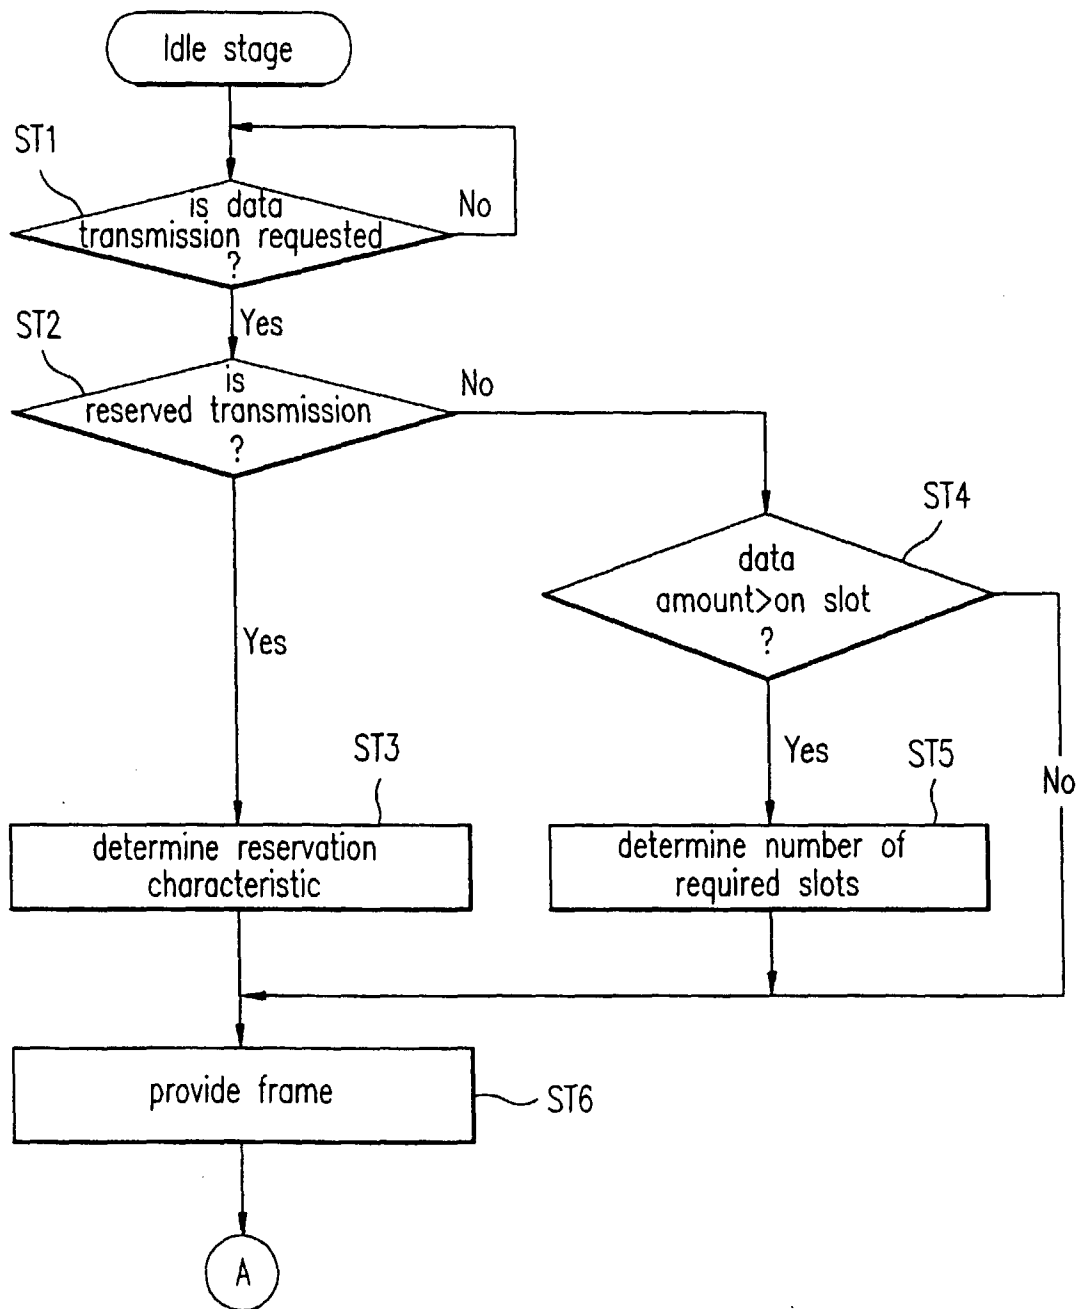 Idle stage
ST1
is data
transmission requested
?
No
Yes
ST2
is
reserved transmission
?
No
Yes
ST4
data
amount>on slot
?
Yes
No
ST3
determine reservation
characteristic
ST5
determine number of
required slots
provide frame
ST6
A